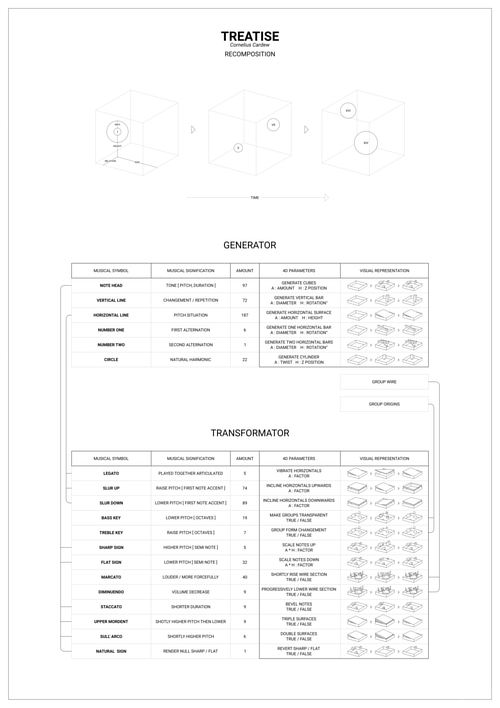 TREATISE
Cornelius Cardew
RECOMPOSITION
TIME
GENERATOR
MUSICAL SYMBOL MUSICAL SIGNIFICATION AMOUNT 4D PARAMETERS VISUAL REPRESENTATION
NOTE HEAD TONE [ PITCH, DURATION ] 97 GENERATE CUBES
A : AMOUNT H : Z POSITION
VERTICAL LINE CHANGEMENT / REPETITION 72 GENERATE VERTICAL BAR
A : DIAMETER H : ROTATION°
HORIZONTAL LINE PITCH SITUATION 187 GENERATE HORIZONTAL SURFACE
A : AMOUNT H : HEIGHT
NUMBER ONE FIRST ALTERNATION 6 GENERATE ONE HORIZONTAL BAR
A : DIAMETER H : ROTATION°
NUMBER TWO SECOND ALTERNATION 1 GENERATE TWO HORIZONTAL BARS
A : DIAMETER H : ROTATION°
CIRCLE NATURAL HARMONIC 22 GENERATE CYLINDER
A : TWIST H : Z POSITION
GROUP WIRE
GROUP ORIGINS
TRANSFORMATOR
MUSICAL SYMBOL MUSICAL SIGNIFICATION AMOUNT 4D PARAMETERS VISUAL REPRESENTATION
LEGATO PLAYED TOGETHER ARTICULATED 5 VIBRATE HORIZONTALS
A : FACTOR
SLUR UP RAISE PITCH [ FIRST NOTE ACCENT ] 74 INCLINE HORIZONTALS UPWARDS
A : FACTOR
SLUR DOWN LOWER PITCH [ FIRST NOTE ACCENT ] 89 INCLINE HORIZONTALS DOWNWARDS
A : FACTOR
BASS KEY LOWER PITCH [ OCTAVES ] 19 MAKE GROUPS TRANSPARENT
TRUE / FALSE
TREBLE KEY RAISE PITCH [ OCTAVES ] 7 GROUP FORM CHANGEMENT
TRUE / FALSE
SHARP SIGN HIGHER PITCH [ SEMI NOTE ] 5 SCALE NOTES UP
A * H : FACTOR
FLAT SIGN LOWER PITCH [ SEMI NOTE ] 32 SCALE NOTES DOWN
A * H : FACTOR
MARCATO LOUDER / MORE FORCEFULLY 40 SHORTLY RISE WIRE SECTION
TRUE / FALSE
DIMINUENDO VOLUME DECREASE 9 PROGRESSIVELY LOWER WIRE SECTION
TRUE / FALSE
STACCATO SHORTER DURATION 9 BEVEL NOTES
TRUE / FALSE
UPPER MORDENT SHOTLY HIGHER PITCH THEN LOWER 9 TRIPLE SURFACES
TRUE / FALSE
SULL'ARCO SHORTLY HIGHER PITCH 6 DOUBLE SURFACES
TRUE / FALSE
NATURAL SIGN RENDER NULL SHARP / FLAT 1 REVERT SHARP / FLAT
TRUE / FALSE